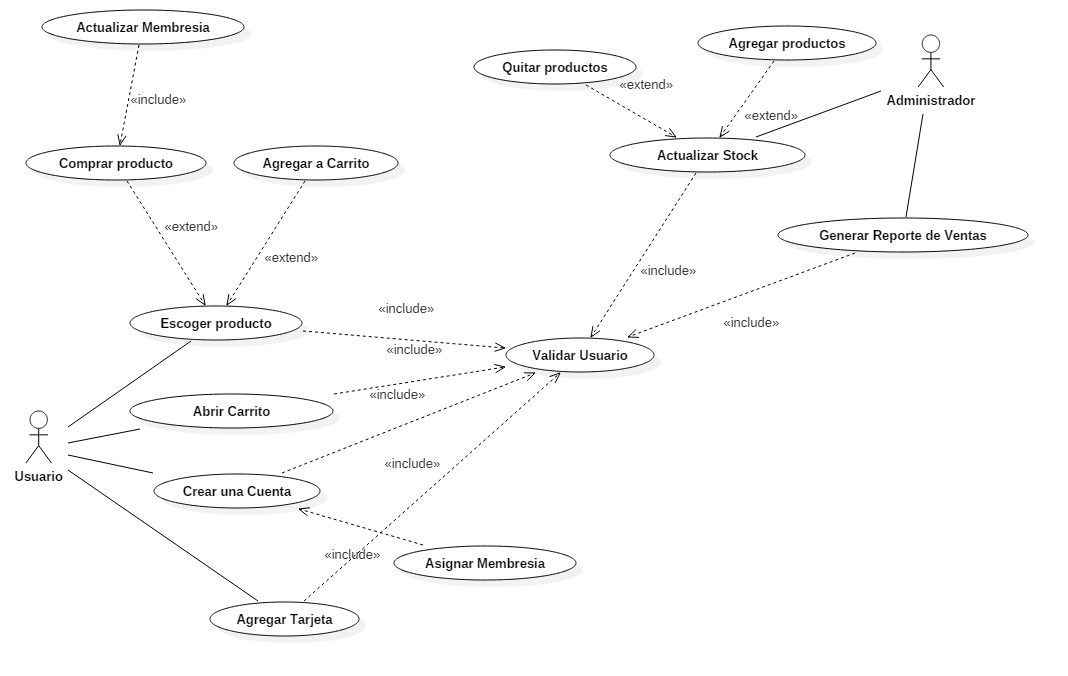 Actualizar Membresia
Agregar productos
Quitar productos
«extend»
Administrador
«include»
«extend»
Comprar producto
Agregar a Carrito
Actualizar Stock
«extend»
Generar Reporte de Ventas
«extend»
«include»
«include»
Escoger producto
«include»
«include»
Validar Usuario
«include»
Abrir Carrito
«include»
Usuario
Crear una Cuenta
«include»
Asignar Membresia
Agregar Tarjeta